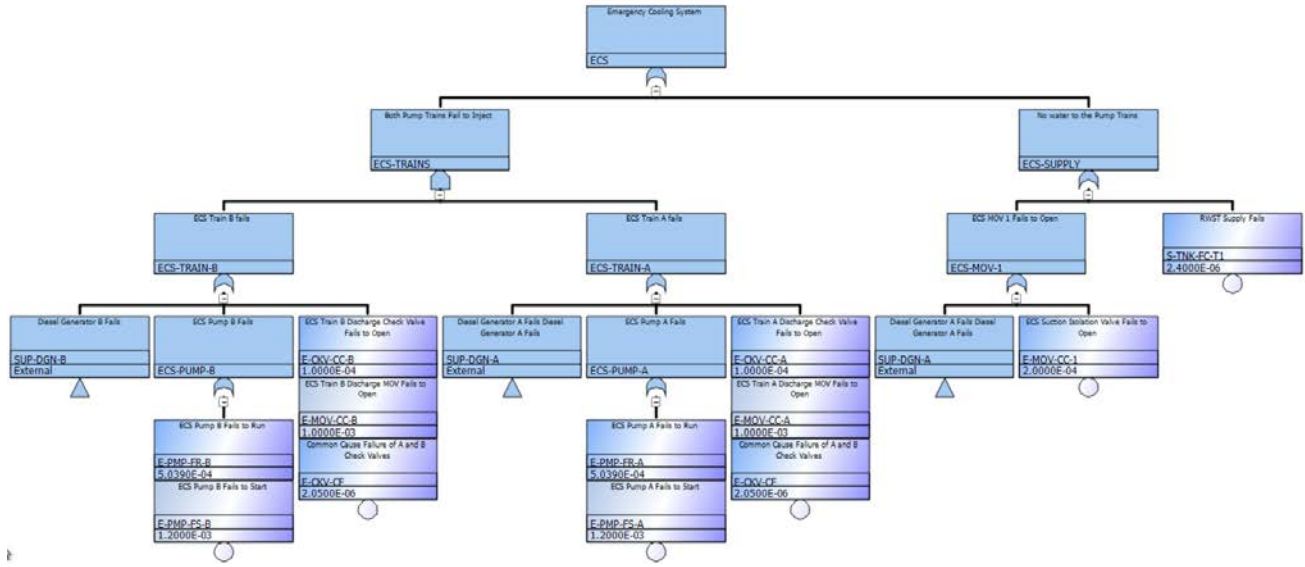 Emergency Cooling System
ECS
Both Pump Trains Fail to Inject
ECS-TRAINS
No water to the Pump Trains
ECS-SUPPLY
ECS Train B fails
ECS-TRAIN-B
ECS Train A fails
ECS-TRAIN-A
ECS MOV 1 Fails to Open
ECS-MOV-1
RWST Supply Fails
S-TNK-FC-T1
2.4000E-06
Diesel Generator B Fails
SUP-DGN-B
External
ECS Pump B Fails
ECS-PUMP-B
ECS Train B Discharge Check Valve
Fails to Open
E-CKV-CC-B
1.0000E-04
ECS Train B Discharge MOV Fails to
Open
E-MOV-CC-B
1.0000E-03
Common Cause Failure of A and B
Check Valves
E-CKV-CF
2.0500E-06
ECS Pump B Fails to Run
E-PMP-FR-B
5.0390E-04
ECS Pump B Fails to Start
E-PMP-FS-B
1.2000E-03
Diesel Generator A Fails Diesel
Generator A Fails
SUP-DGN-A
External
ECS Pump A Fails
ECS-PUMP-A
ECS Train A Discharge Check Valve
Fails to Open
E-CKV-CC-A
1.0000E-04
ECS Train A Discharge MOV Fails to
Open
E-MOV-CC-A
1.0000E-03
Common Cause Failure of A and B
Check Valves
E-CKV-CF
2.0500E-06
ECS Pump A Fails to Run
E-PMP-FR-A
5.0390E-04
ECS Pump A Fails to Start
E-PMP-FS-A
1.2000E-03
Diesel Generator A Fails Diesel
Generator A Fails
SUP-DGN-A
External
ECS Suction Isolation Valve Fails to
Open
E-MOV-CC-1
2.0000E-04